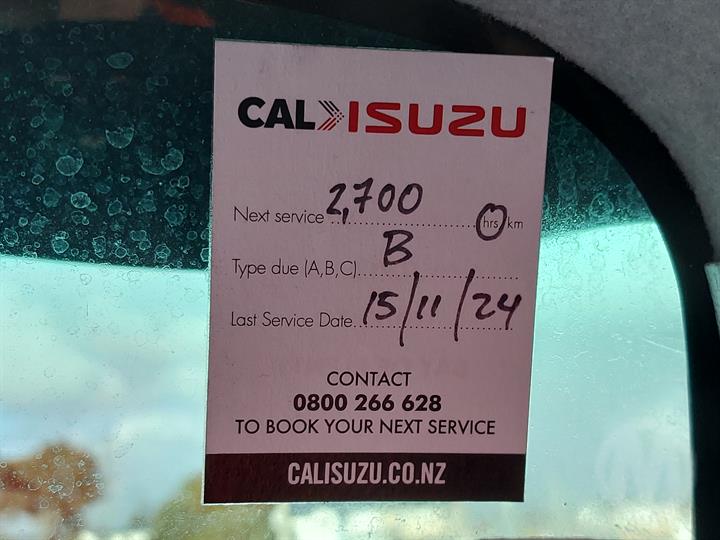 CAL ISUZU
Next service 2,700 hrs/km
Type due (A,B,C) B
Last Service Date 15/11/24
CONTACT
0800 266 628
TO BOOK YOUR NEXT SERVICE
CALISUZU.CO.NZ